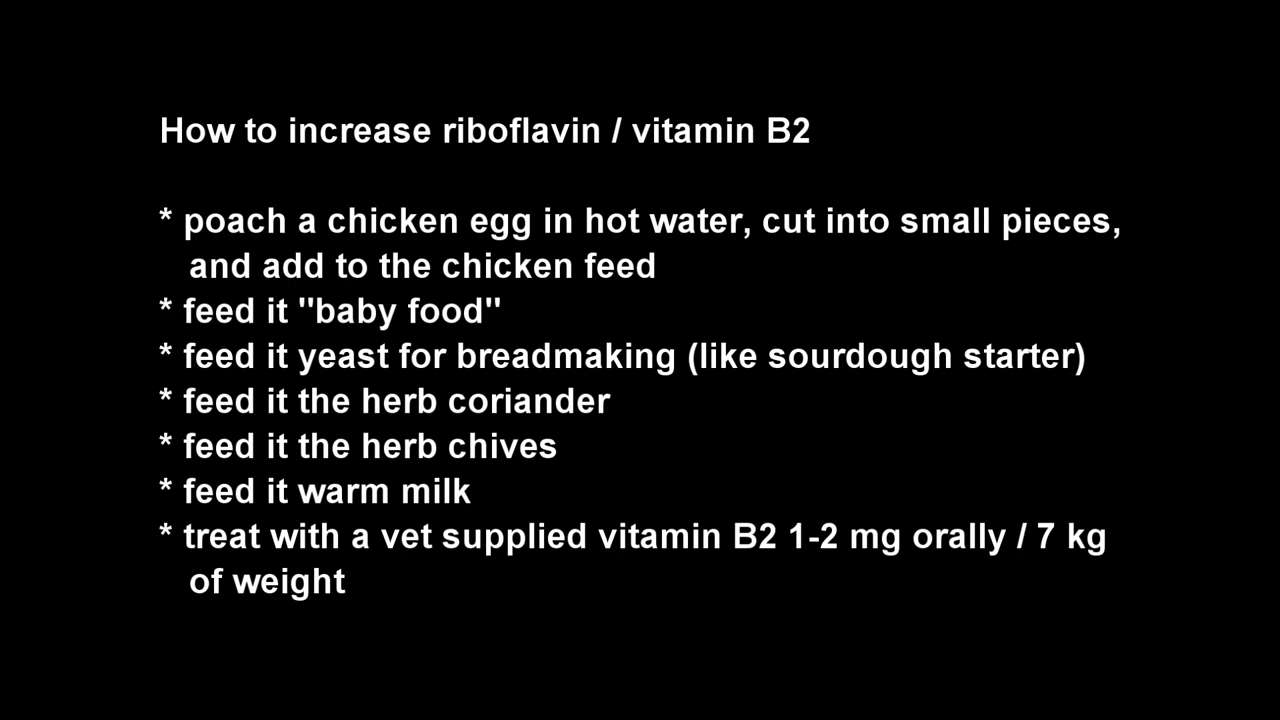 How to increase riboflavin / vitamin B2
* poach a chicken egg in hot water, cut into small pieces,
and add to the chicken feed
* feed it "baby food"
* feed it yeast for breadmaking (like sourdough starter)
* feed it the herb coriander
* feed it the herb chives
* feed it warm milk
* treat with a vet supplied vitamin B2 1-2 mg orally / 7 kg
of weight